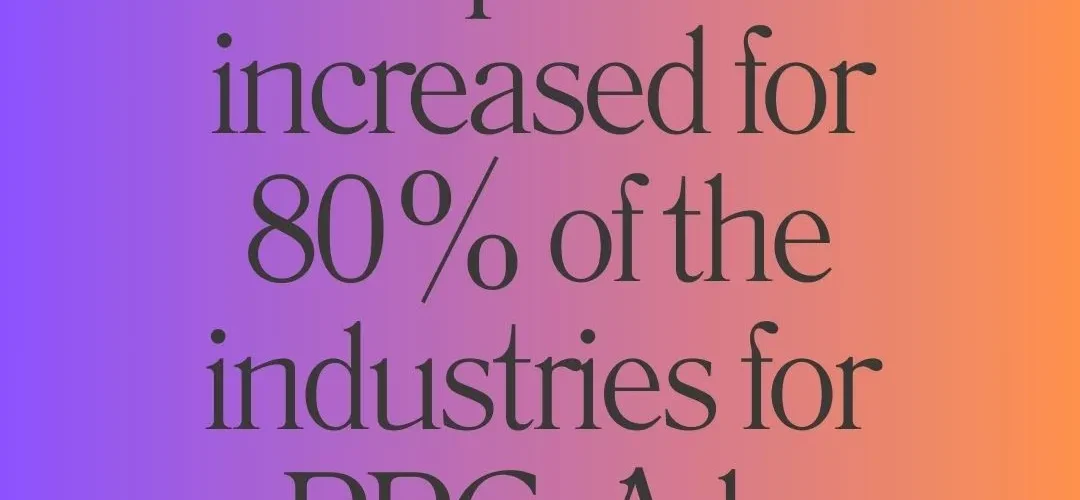 increased for
80% of the
industries for